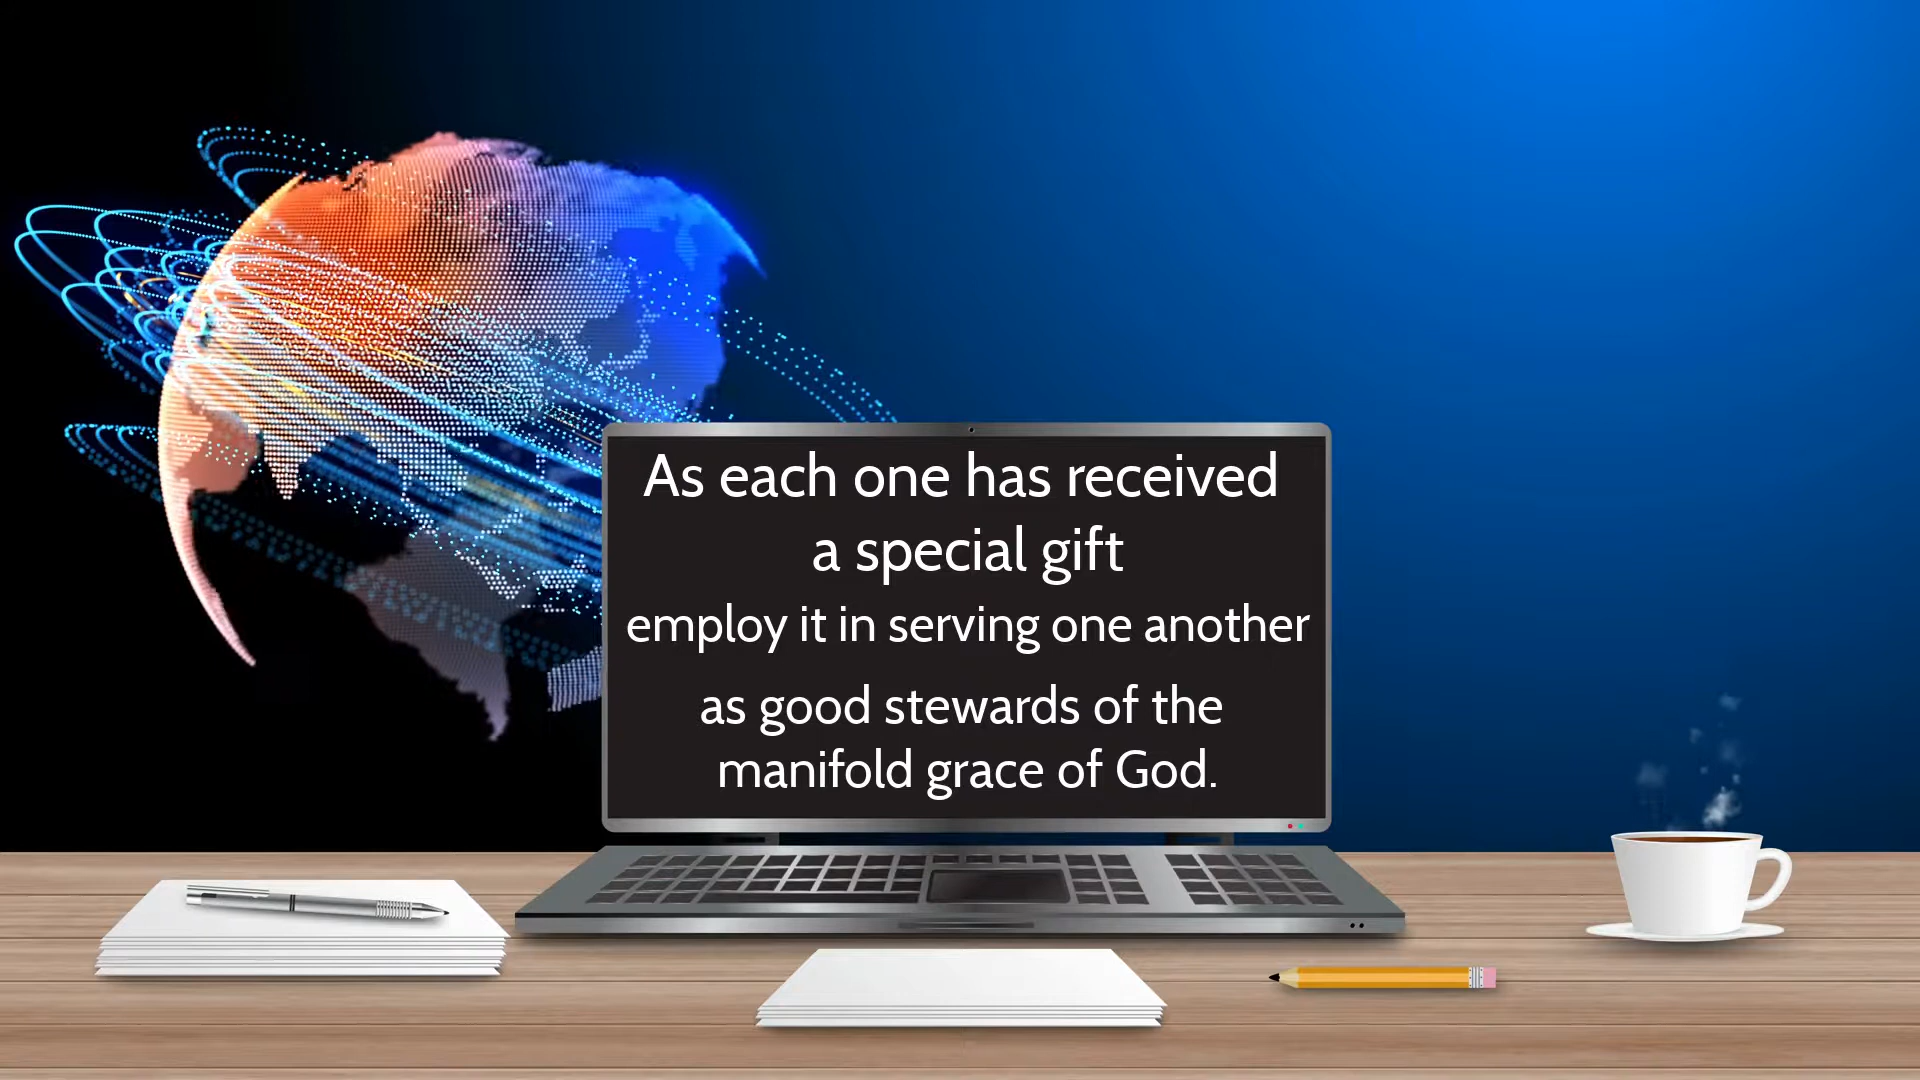 As each one has received
a special gift
employ it in serving one another
as good stewards of the
manifold grace of God.